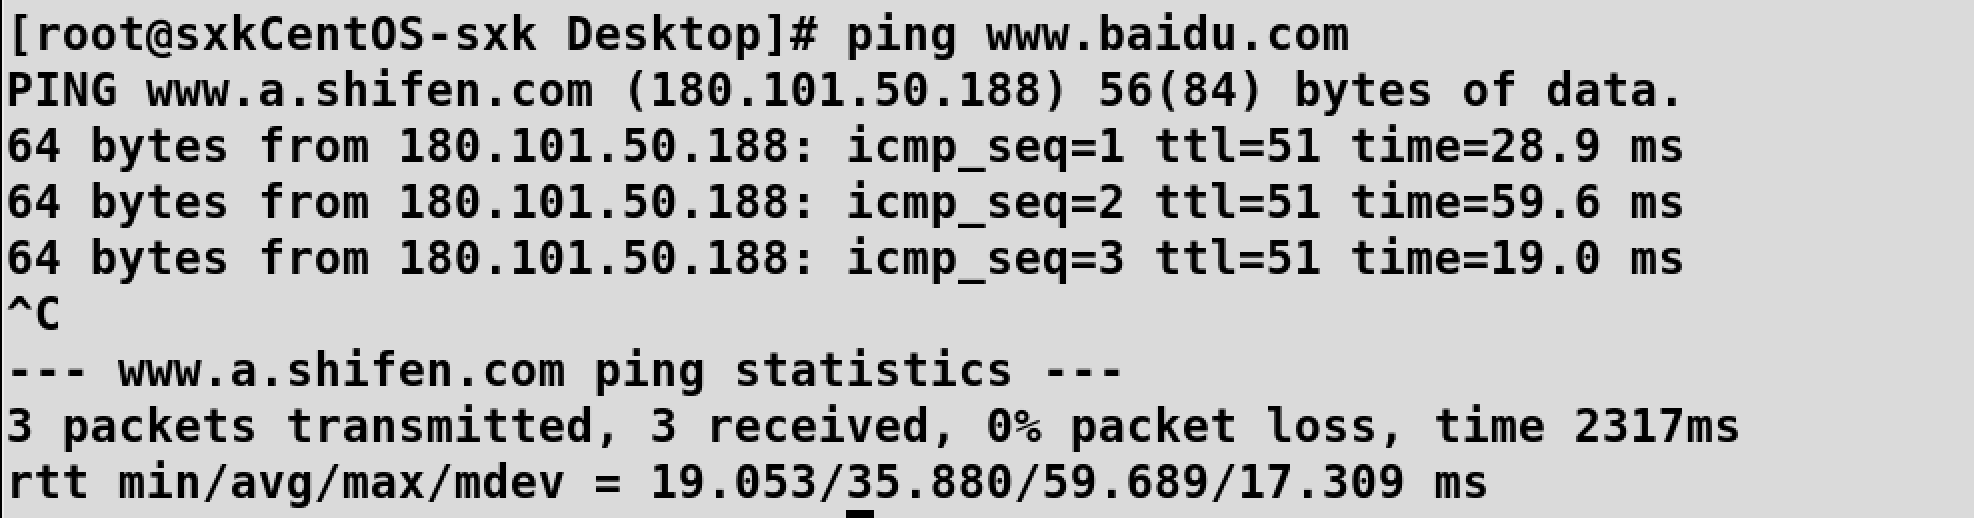 [root@sxkCentOS-sxk Desktop]# ping www.baidu.com
PING www.a.shifen.com (180.101.50.188) 56(84) bytes of data.
64 bytes from 180.101.50.188: icmp_seq=1 ttl=51 time=28.9 ms
64 bytes from 180.101.50.188: icmp_seq=2 ttl=51 time=59.6 ms
64 bytes from 180.101.50.188: icmp_seq=3 ttl=51 time=19.0 ms
^C
--- www.a.shifen.com ping statistics ---
3 packets transmitted, 3 received, 0% packet loss, time 2317ms
rtt min/avg/max/mdev = 19.053/35.880/59.689/17.309 ms